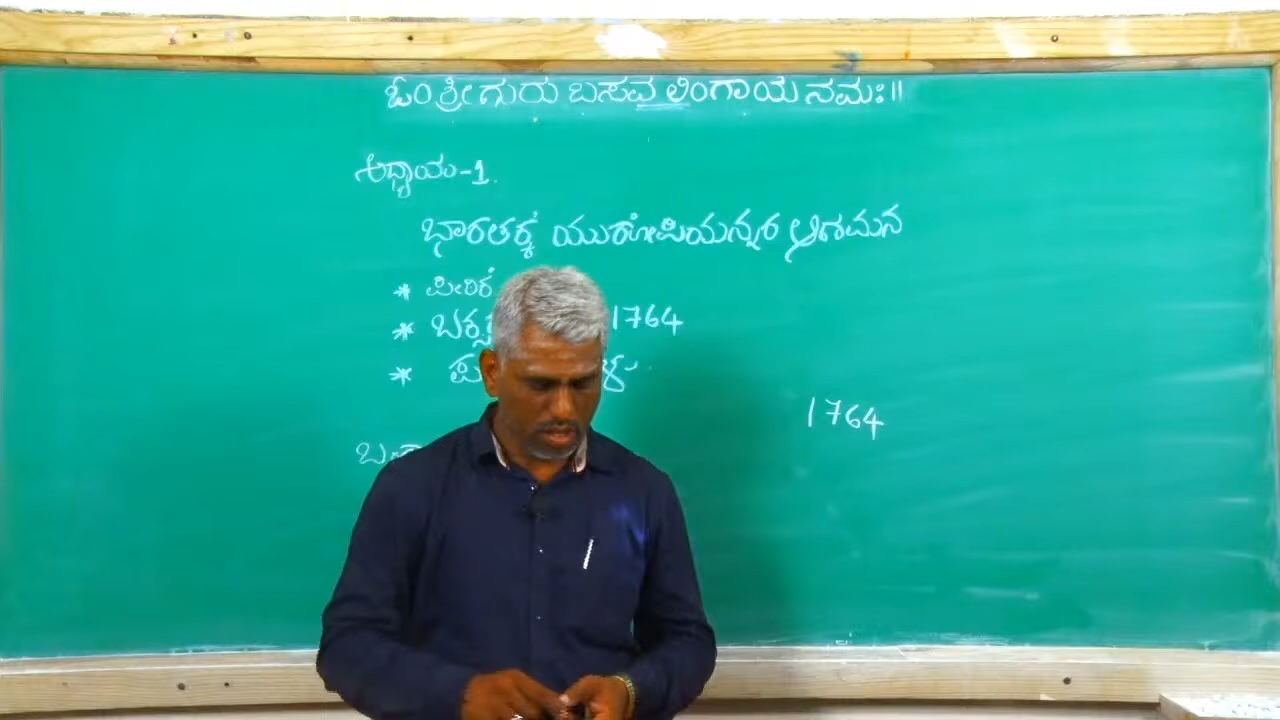 ಓಂ ಶ್ರೀ ಗುರು ಬಸವ ಲಿಂಗಾಯ ನಮಃ ॥
ಅಧ್ಯಾಯ-1.
ಭಾರತಕ್ಕೆ ಯುರೋಪಿಯನ್ನರ ಆಗಮನ
*
* 1764
*
1764